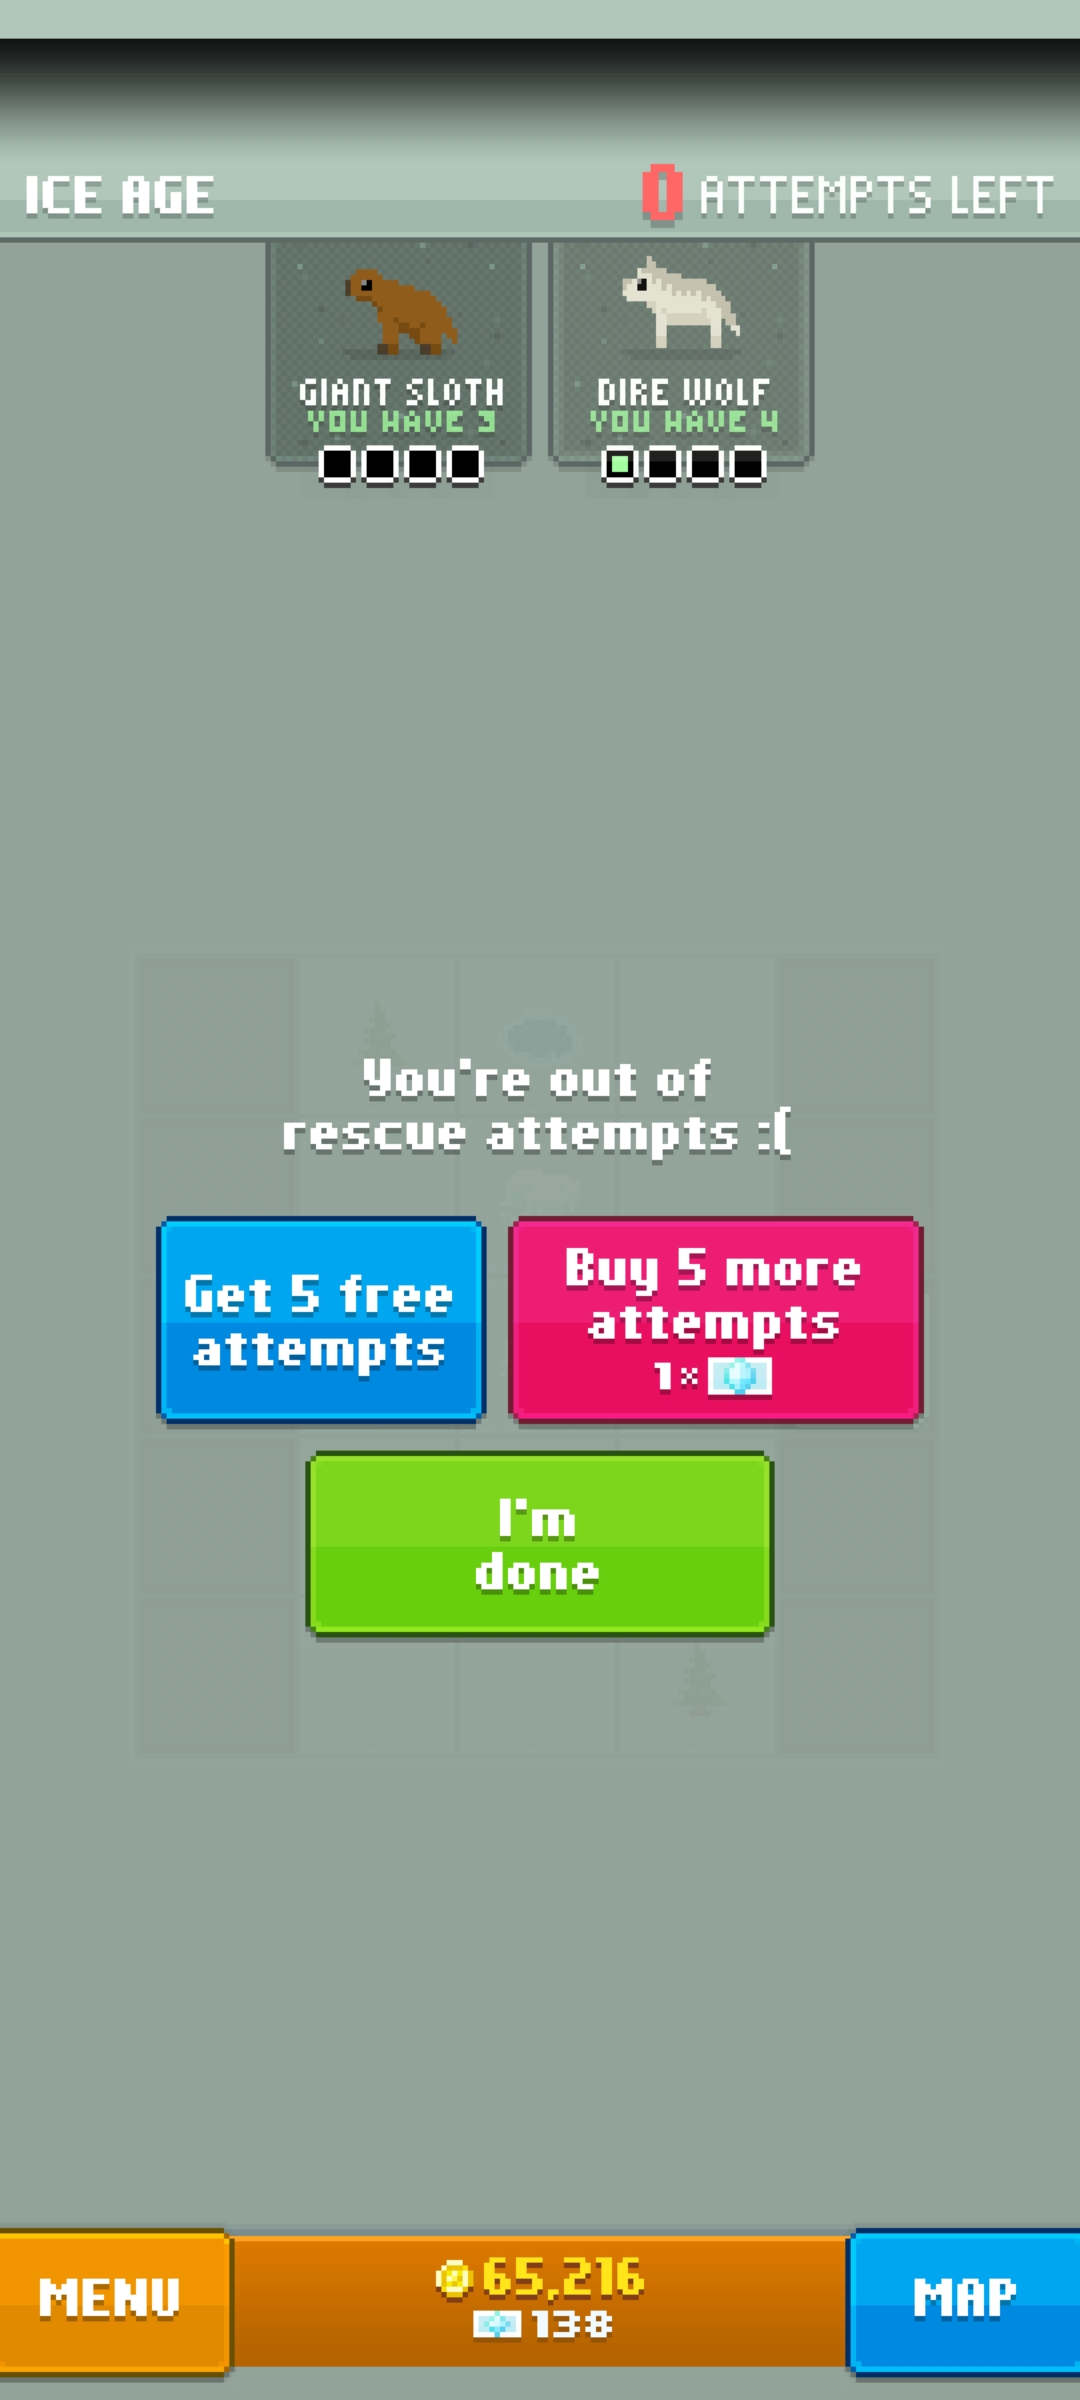 ICE AGE
0 ATTEMPTS LEFT
GIANT SLOTH
YOU HAVE 3
DIRE WOLF
YOU HAVE 4
You're out of
rescue attempts :(
Get 5 free
attempts
Buy 5 more
attempts
1×
I'm
done
MENU
65,216
138
MAP